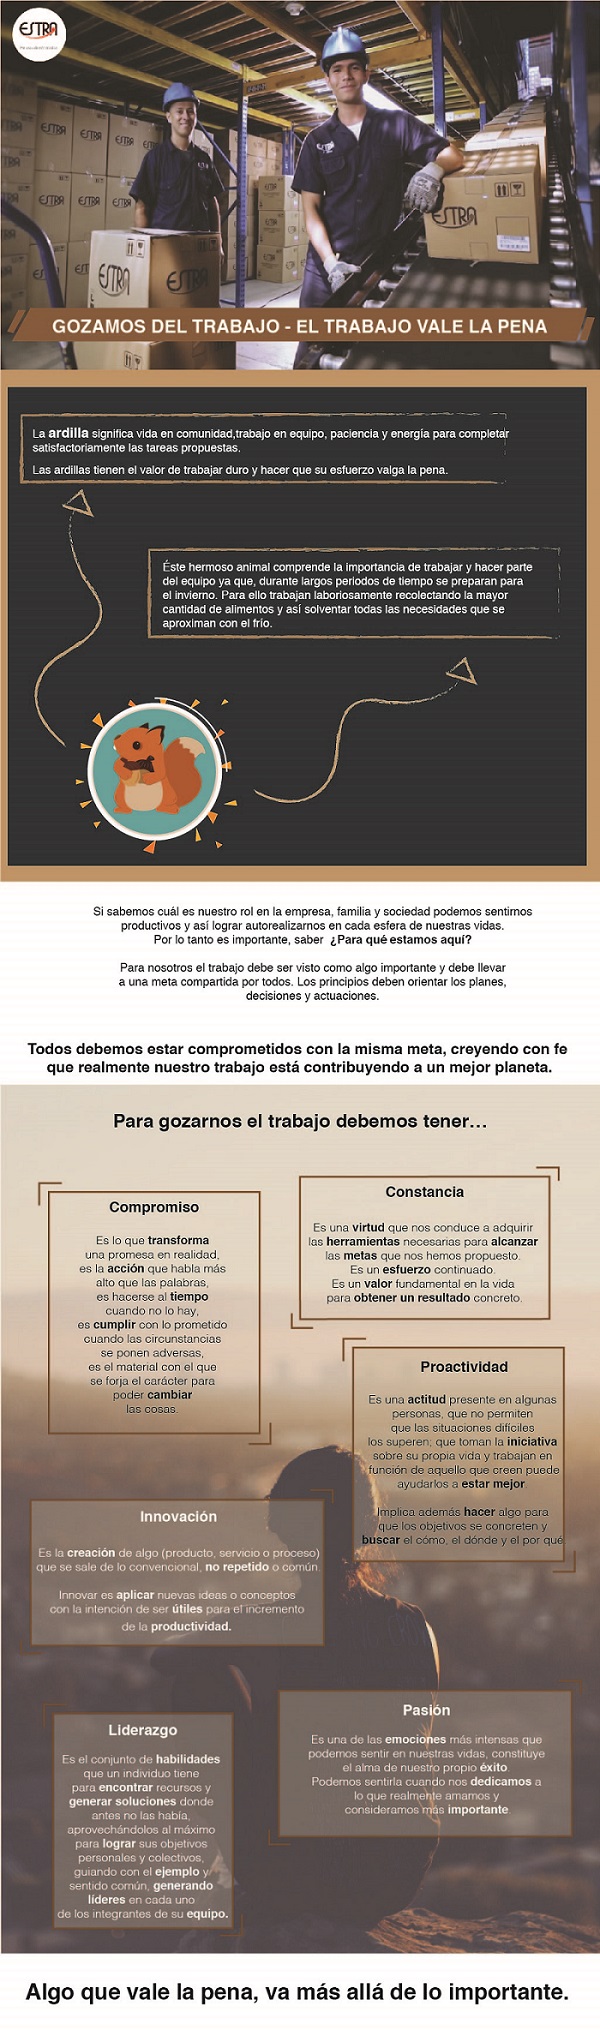 ESTRA
GOZAMOS DEL TRABAJO - EL TRABAJO VALE LA PENA
La ardilla significa vida en comunidad,trabajo en equipo, paciencia y energía para completar
satisfactoriamente las tareas propuestas.
Las ardillas tienen el valor de trabajar duro y hacer que su esfuerzo valga la pena.
Éste hermoso animal comprende la importancia de trabajar y hacer parte
del equipo ya que, durante largos periodos de tiempo se preparan para
el invierno. Para ello trabajan laboriosamente recolectando la mayor
cantidad de alimentos y así solventar todas las necesidades que se
aproximan con el frío.
Si sabemos cuál es nuestro rol en la empresa, familia y sociedad podemos sentirnos
productivos y así lograr autorealizarnos en cada esfera de nuestras vidas.
Por lo tanto es importante, saber ¿Para qué estamos aquí?
Para nosotros el trabajo debe ser visto como algo importante y debe llevar
a una meta compartida por todos. Los principios deben orientar los planes,
decisiones y actuaciones.
Todos debemos estar comprometidos con la misma meta, creyendo con fe
que realmente nuestro trabajo está contribuyendo a un mejor planeta.
Para gozarnos el trabajo debemos tener...
Compromiso
Es lo que transforma
una promesa en realidad,
es la acción que habla más
alto que las palabras,
es hacerse al tiempo
cuando no lo hay,
es cumplir con lo prometido
cuando las circunstancias
se ponen adversas,
es el material con el que
se forja el carácter para
poder cambiar
las cosas.
Constancia
Es una virtud que nos conduce a adquirir
las herramientas necesarias para alcanzar
las metas que nos hemos propuesto.
Es un esfuerzo continuado.
Es un valor fundamental en la vida
para obtener un resultado concreto.
Proactividad
Es una actitud presente en algunas
personas, que no permiten
que las situaciones difíciles
los superen; que toman la iniciativa
sobre su propia vida y trabajan en
función de aquello que creen puede
ayudarlos a estar mejor
Implica además hacer algo para
que los objetivos se concreten y
buscar el cómo, el dónde y el por qué.
Innovación
Es la creación de algo (producto, servicio o proceso)
que se sale de lo convencional, no repetido o común.
Innovar es aplicar nuevas ideas o conceptos
con la intención de ser útiles para el incremento
de la productividad.
Liderazgo
Es el conjunto de habilidades
que un individuo tiene
para encontrar recursos y
generar soluciones donde
antes no las había,
aprovechándolos al máximo
para lograr sus objetivos
personales y colectivos,
guiando con el ejemplo y
sentido común, generando
líderes en cada uno
de los integrantes de su equipo.
Pasión
Es una de las emociones más intensas que
podemos sentir en nuestras vidas, constituye
el alma de nuestro propio éxito.
Podemos sentirla cuando nos dedicamos a
lo que realmente amamos y
consideramos más importante
Algo que vale la pena, va más allá de lo importante.